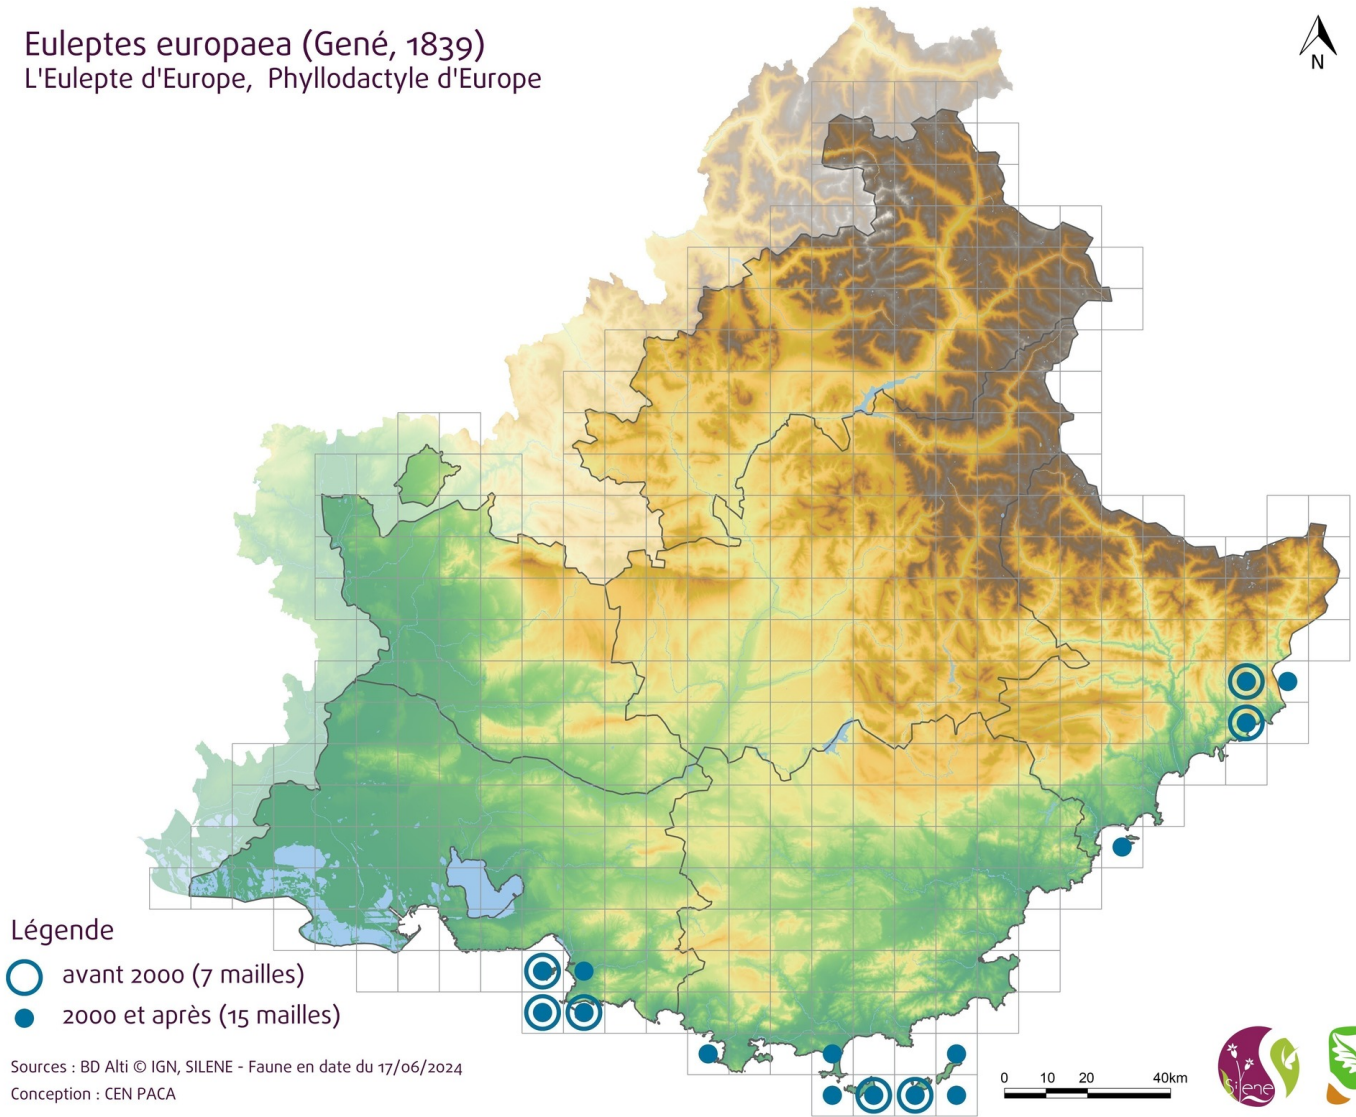 Euleptes europaea (Gené, 1839)
L'Eulepte d'Europe, Phyllodactyle d'Europe
N
Légende
avant 2000 (7 mailles)
2000 et après (15 mailles)
Sources : BD Alti © IGN, SILENE - Faune en date du 17/06/2024
Conception : CEN PACA
0 10 20 40km
Silene